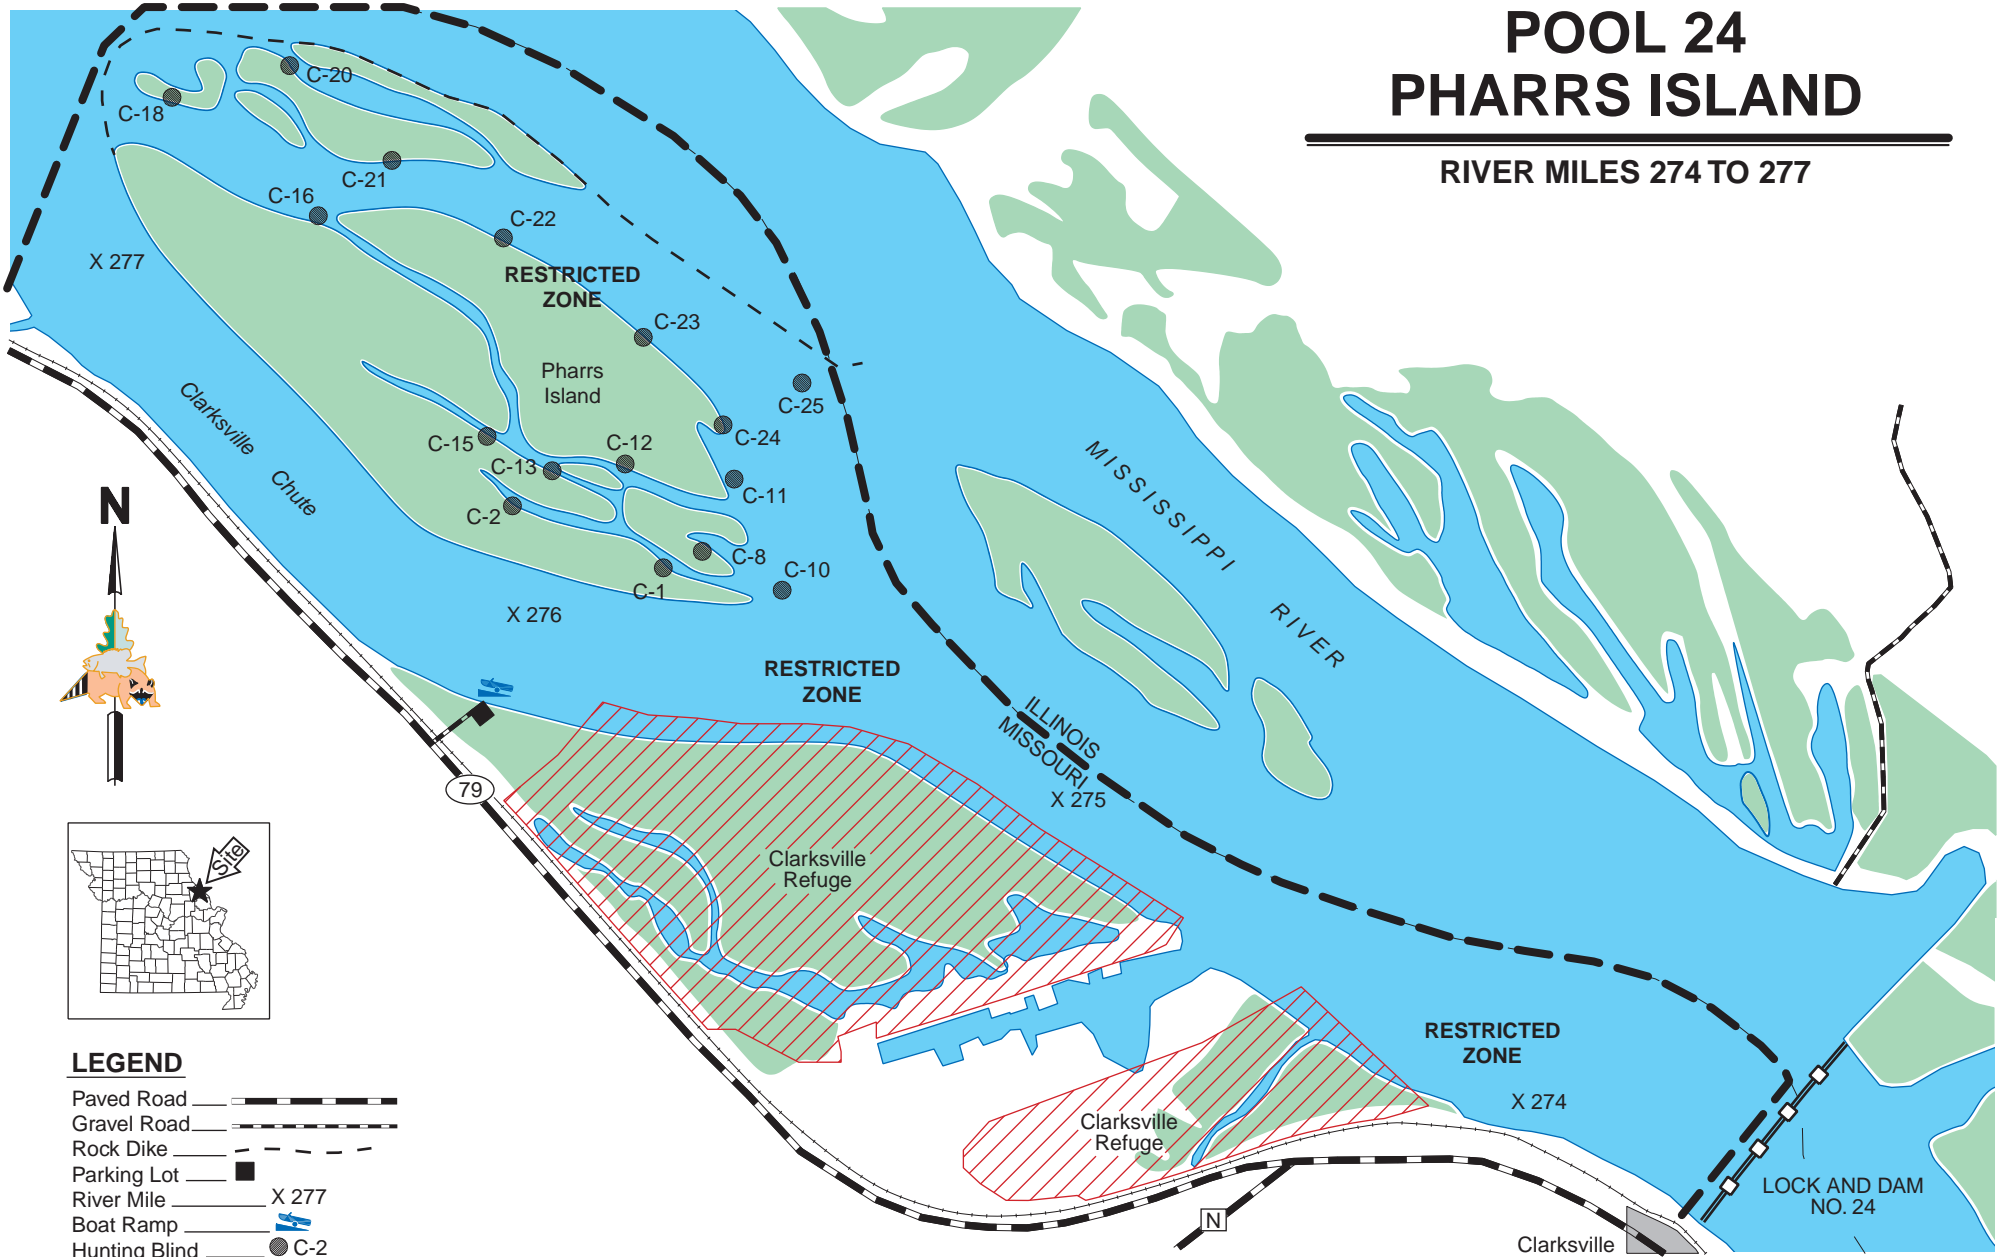 POOL 24
PHARRS ISLAND
RIVER MILES 274 TO 277
C-20
C-18
C-21
C-16
C-22
X 277
RESTRICTED
ZONE
C-23
Pharrs
Island
C-25
C-24
Clarksville
Chute
C-15
C-12
C-13
C-11
C-2
C-8
C-10
C-1
X 276
MISSISSIPPI
RIVER
N
RESTRICTED
ZONE
ILLINOIS
MISSOURI
X 275
79
Clarksville
Refuge
Site
RESTRICTED
ZONE
X 274
Clarksville
Refuge
LOCK AND DAM
NO. 24
N
Clarksville
LEGEND
Paved Road
Gravel Road
Rock Dike
Parking Lot
River Mile X 277
Boat Ramp
Hunting Blind C-2